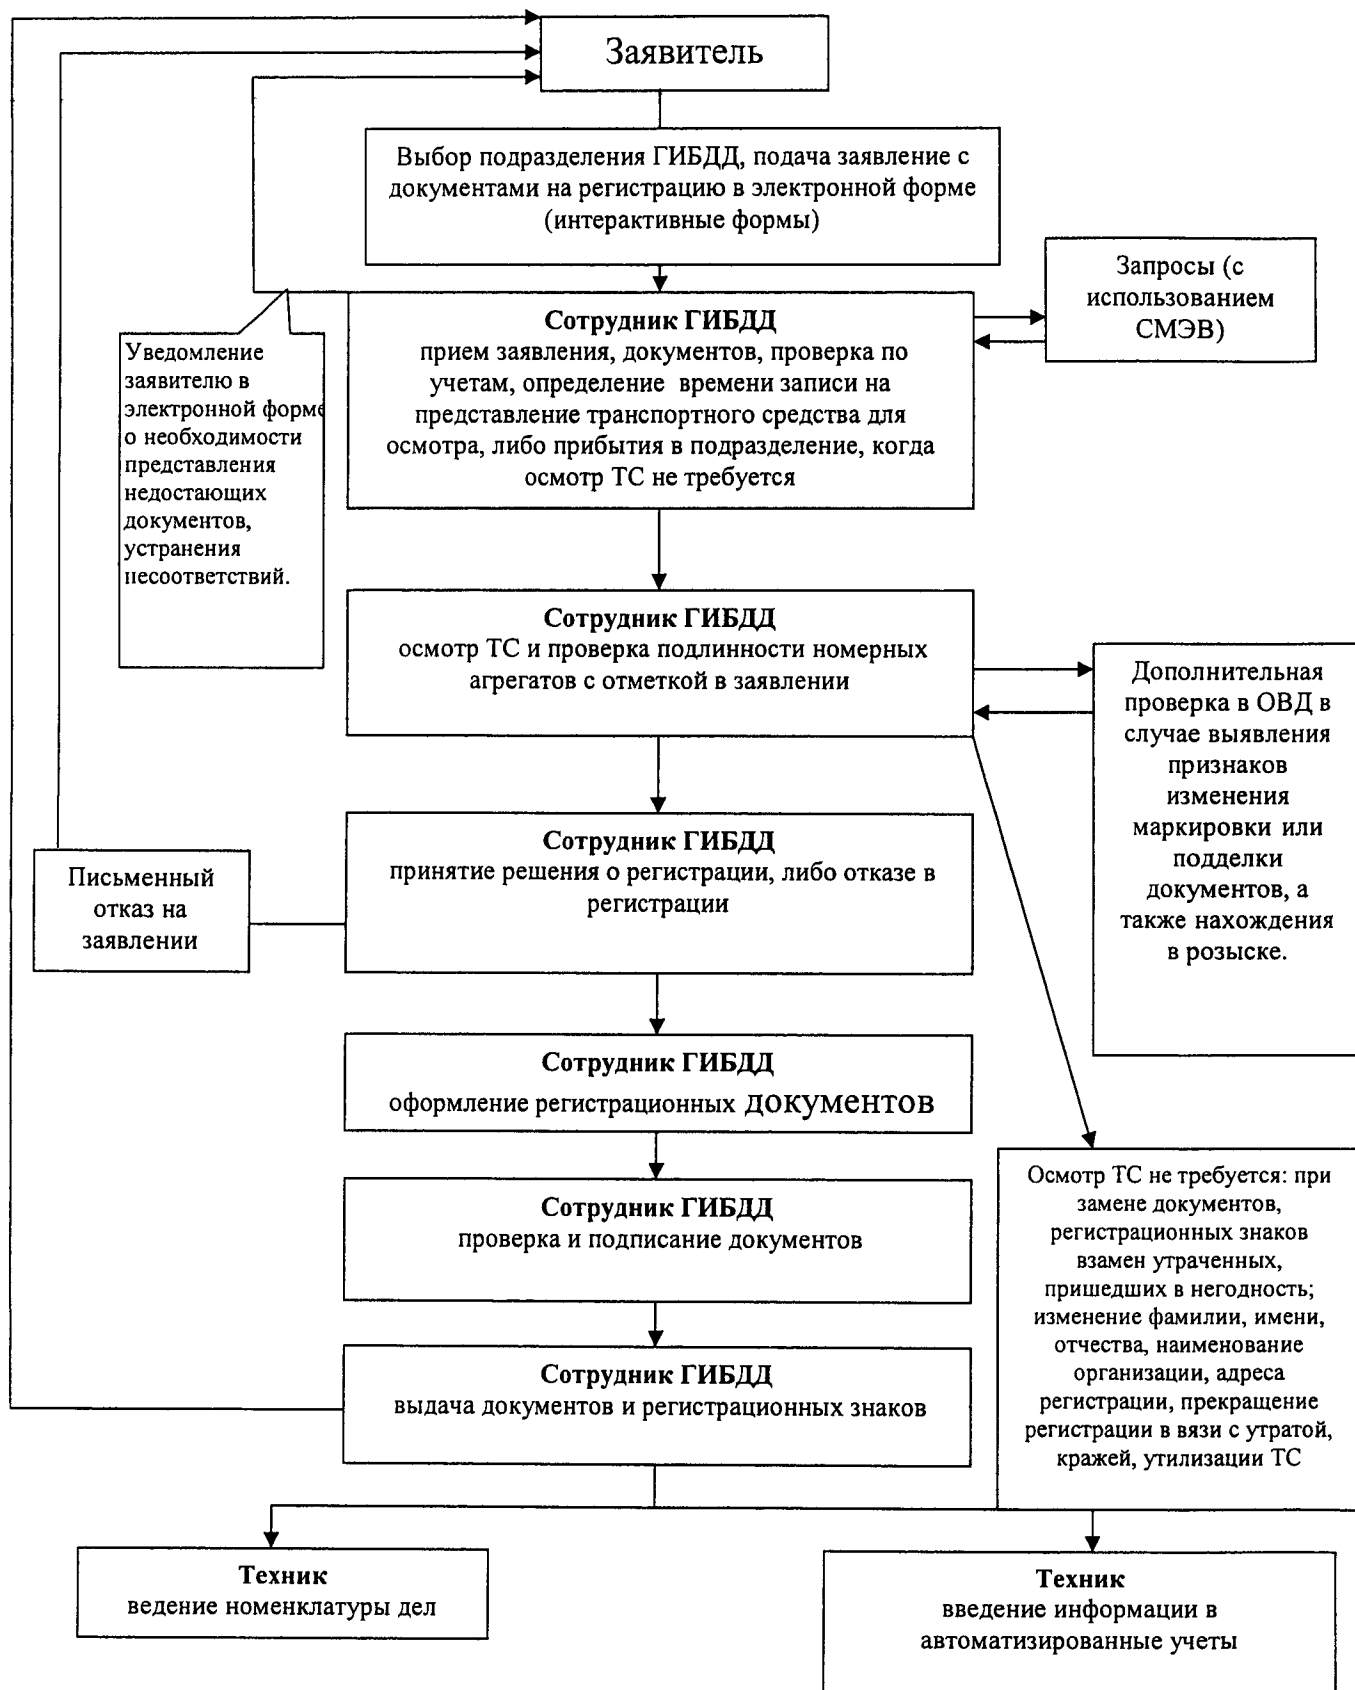 Заявитель
Выбор подразделения ГИБДД, подача заявление с
документами на регистрацию в электронной форме
(интерактивные формы)
Запросы (с
использованием
СМЭВ)
Сотрудник ГИБДД
прием заявления, документов, проверка по
учетам, определение времени записи на
представление транспортного средства для
осмотра, либо прибытия в подразделение, когда
осмотр ТС не требуется
Уведомление
заявителю в
электронной форме
о необходимости
представления
недостающих
документов,
устранения
несоответствий.
Сотрудник ГИБДД
осмотр ТС и проверка подлинности номерных
агрегатов с отметкой в заявлении
Дополнительная
проверка в ОВД в
случае выявления
признаков
изменения
маркировки или
подделки
документов, а
также нахождения
в розыске.
Сотрудник ГИБДД
принятие решения о регистрации, либо отказе в
регистрации
Письменный
отказ на
заявлении
Сотрудник ГИБДД
оформление регистрационных документов
Сотрудник ГИБДД
проверка и подписание документов
Осмотр ТС не требуется: при
замене документов,
регистрационных знаков
взамен утраченных,
пришедших в негодность;
изменение фамилии, имени,
отчества, наименование
организации, адреса
регистрации, прекращение
регистрации в вязи с утратой,
кражей, утилизации ТС
Сотрудник ГИБДД
выдача документов и регистрационных знаков
Техник
ведение номенклатуры дел
Техник
введение информации в
автоматизированные учеты